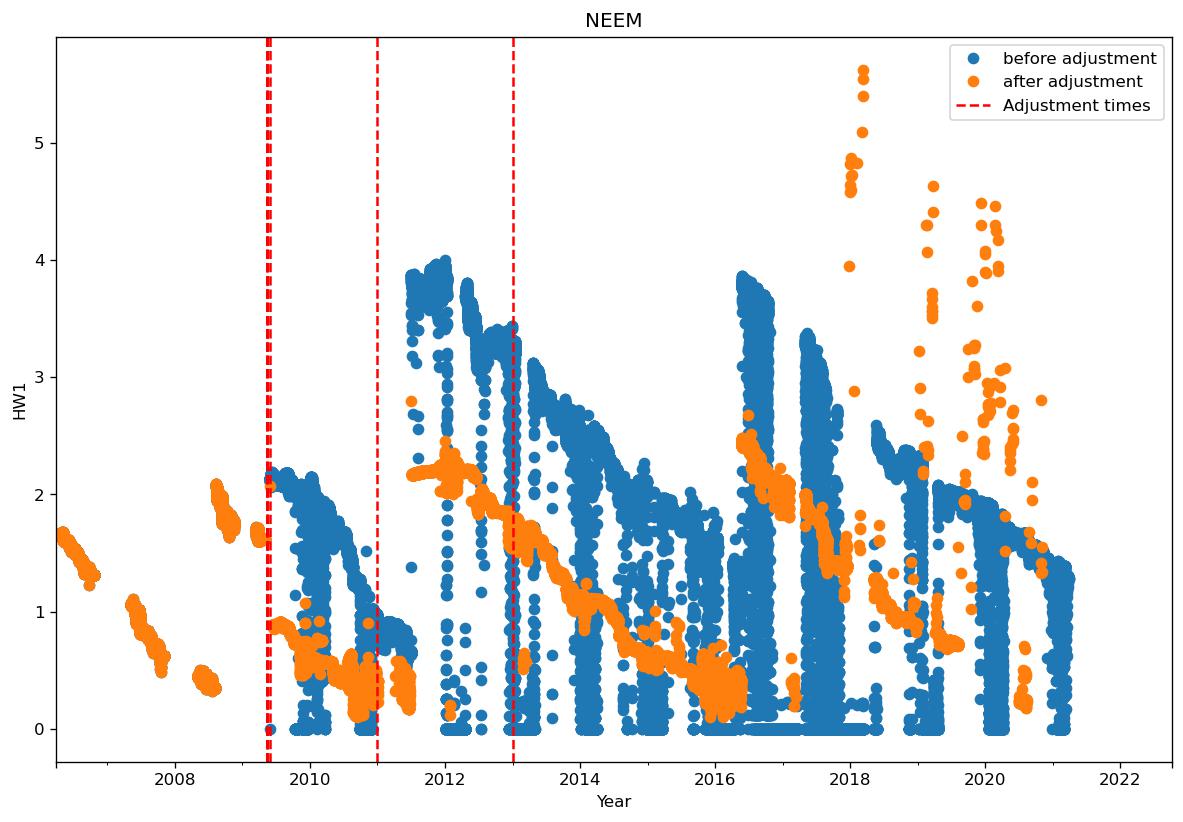 NEEM
before adjustment
after adjustment
Adjustment times
HW1
5
4
3
2
1
0
2008 2010 2012 2014 2016 2018 2020 2022
Year